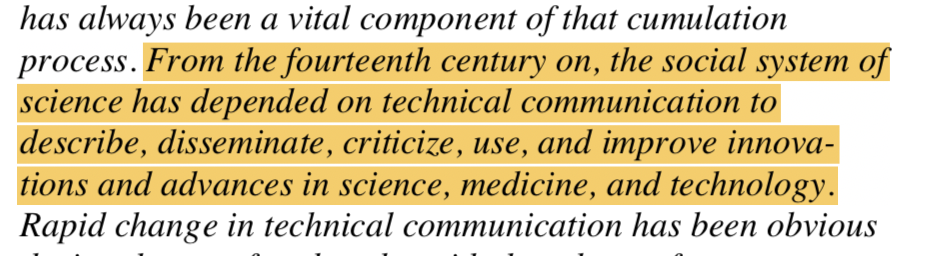 has always been a vital component of that cumulation
process. From the fourteenth century on, the social system of
science has depended on technical communication to
describe, disseminate, criticize, use, and improve innova-
tions and advances in science, medicine, and technology.
Rapid change in technical communication has been obvious